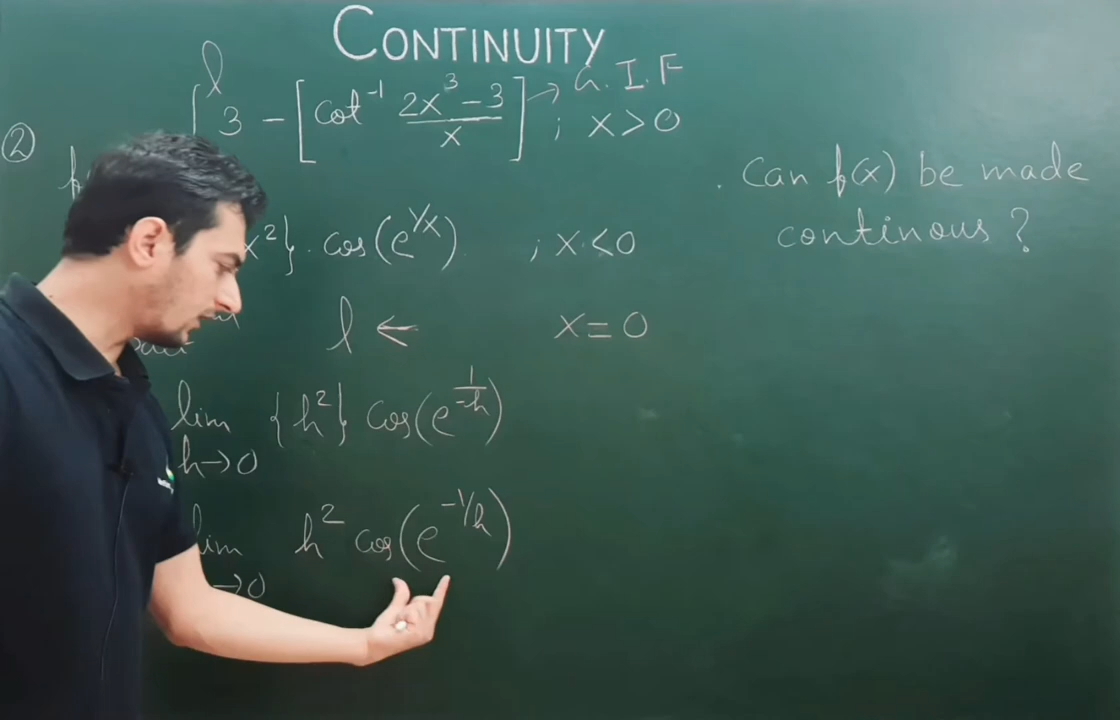 CONTINUITY
l
3 - [cot⁻¹ (2x³ - 3)/x] → G.I.F ; x > 0
②
. Can f(x) be made
continous ?
x²} . cos(e^(1/x)) ; x < 0
l ← x = 0
lim h→0 {h²} cos(e^(1/-h))
lim →0 h² cos(e^(-1/h))